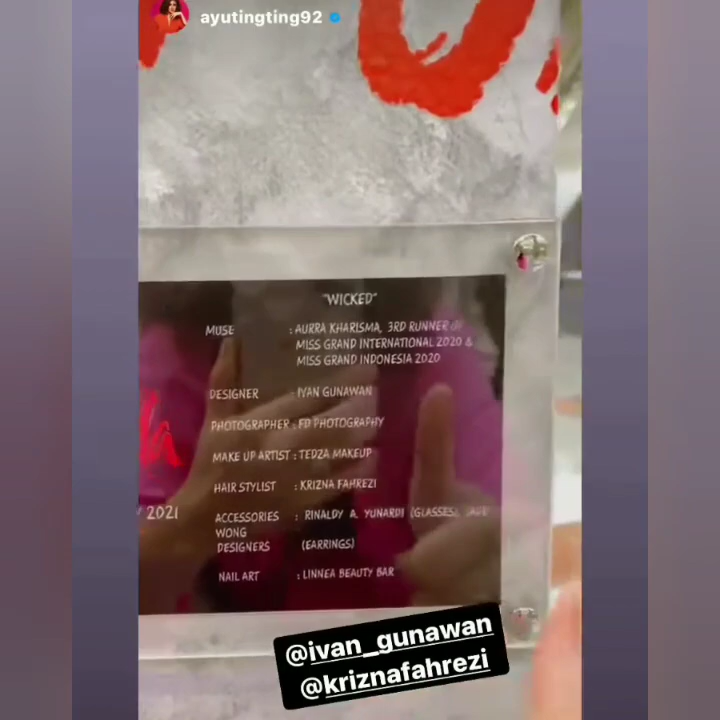 ayutingting92
"WICKED"
MUSE : AURRA KHARISMA, 3RD RUNNER
MISS GRAND INTERNATIONAL 2020 &
MISS GRAND INDONESIA 2020
DESIGNER : IVAN GUNAWAN
PHOTOGRAPHER : FD PHOTOGRAPHY
MAKE UP ARTIST : TEDZA MAKEUP
HAIR STYLIST : KRIZNA FAHREZI
2021
ACCESSORIES : RINALDY A. YUNARDI (GLASSES),
WONG
DESIGNERS (EARRINGS)
NAIL ART : LINNEA BEAUTY BAR
@ivan_gunawan
@kriznafahrezi